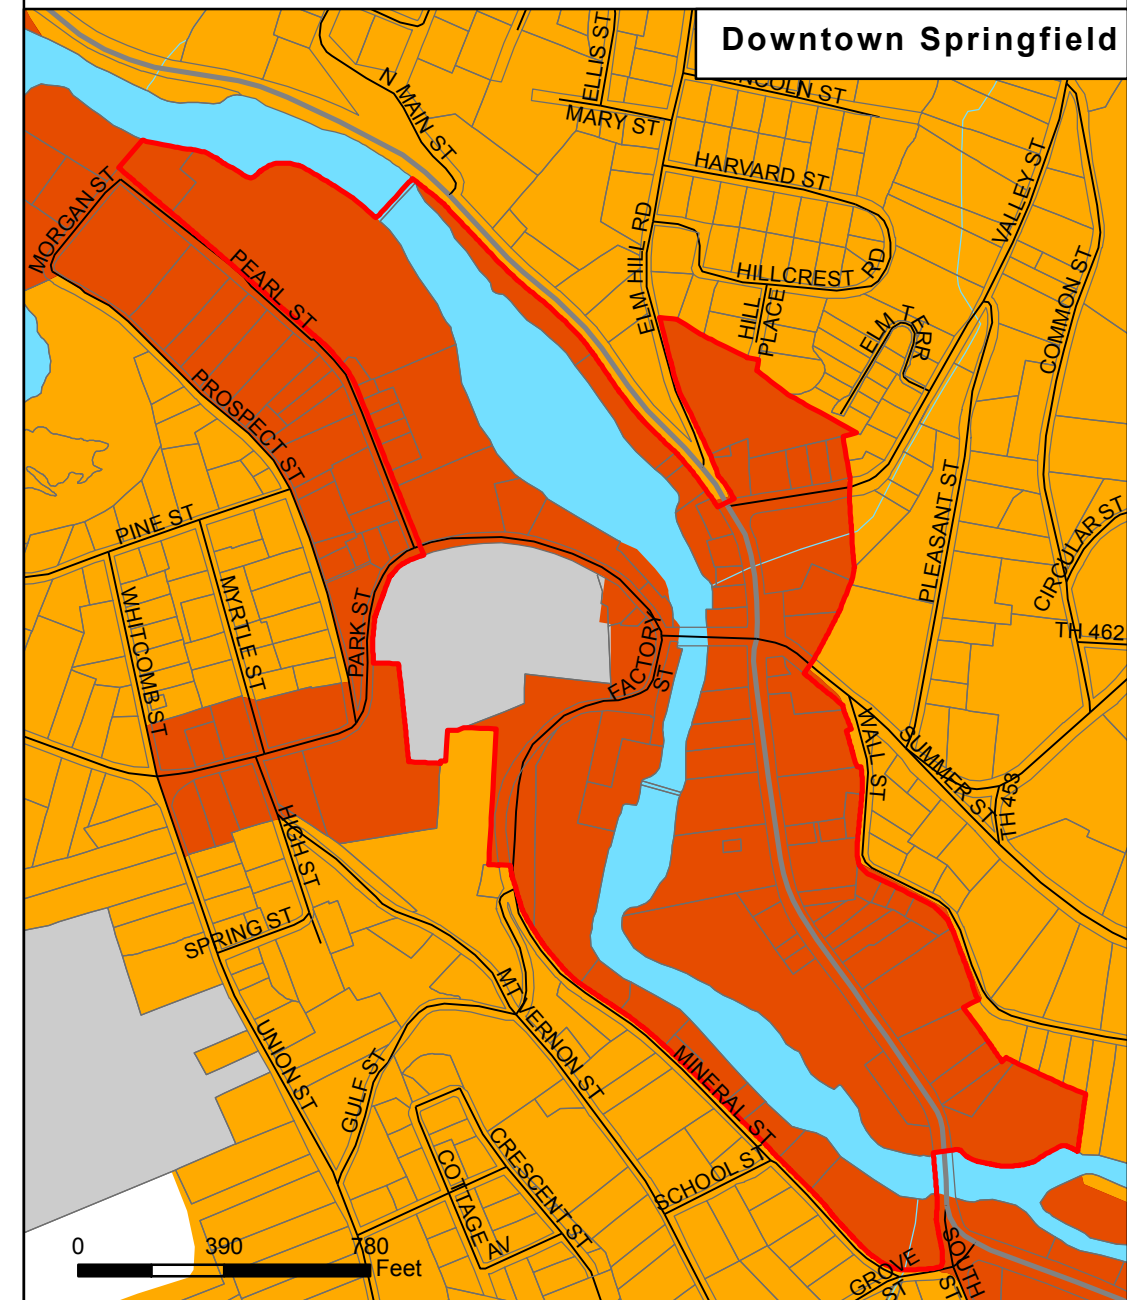 Downtown Springfield
ELLIS ST
N MAIN ST
MARY ST
HARVARD ST
VALLEY ST
MORGAN ST
ELM HILL RD
HILLCREST RD
HILL
PLACE
ELM TERR
COMMON ST
PEARL ST
PROSPECT ST
PINE ST
PLEASANT ST
CIRCULAR ST
WHITCOMB ST
MYRTLE ST
PARK ST
FACTORY
ST
TH 462
WALL ST
SUMMER ST
TH 453
HIGH ST
SPRING ST
MT VERNON ST
UNION ST
GULF ST
MINERAL ST
CRESCENT ST
COTTAGE AV
SCHOOL ST
GROVE
ST
SOUTH
ST
0 390 780
Feet